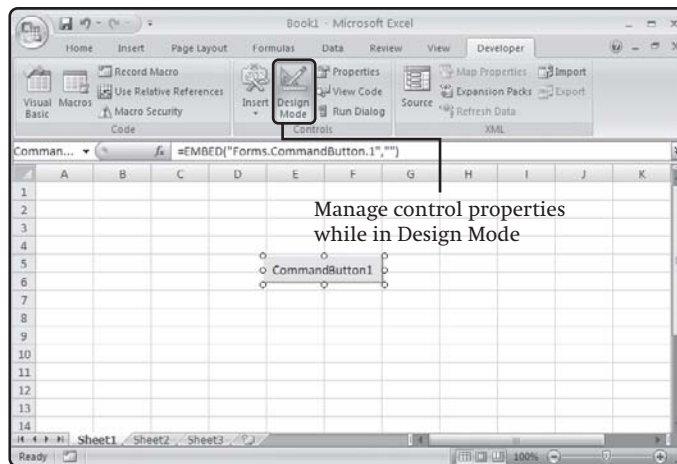 Book1 - Microsoft Excel
Home Insert Page Layout Formulas Data Review View Developer
Visual Basic
Macros
Record Macro
Use Relative References
Macro Security
Code
Insert
Design Mode
Properties
View Code
Run Dialog
Controls
Source
Map Properties
Expansion Packs
Refresh Data
Import
Export
XML
Comman... fx =EMBED("Forms.CommandButton.1","")
A B C D E F G H I J K
1
2
3
4
5
6
7
8
9
10
11
12
13
14
Manage control properties
while in Design Mode
CommandButton1
Sheet1 Sheet2 Sheet3
Ready 100%